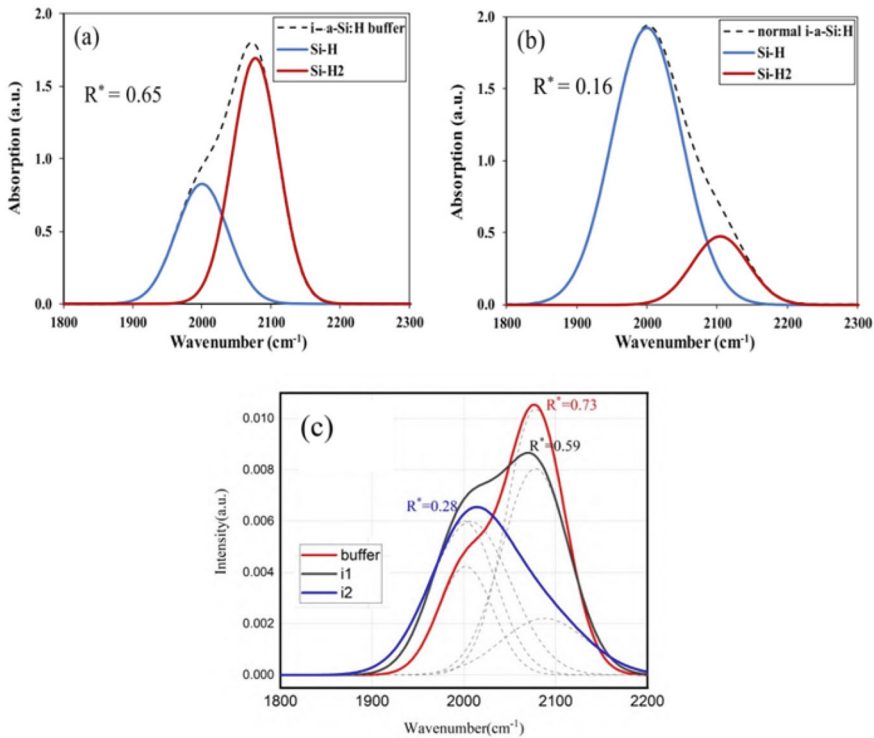 (a)
i-a-Si:H buffer
Si-H
Si-H2
R* = 0.65
2.0
1.5
1.0
0.5
0.0
Absorption (a.u.)
1800 1900 2000 2100 2200 2300
Wavenumber (cm-1)
(b)
normal i-a-Si:H
Si-H
Si-H2
R* = 0.16
2.0
1.5
1.0
0.5
0.0
Absorption (a.u.)
1800 1900 2000 2100 2200 2300
Wavenumber (cm-1)
(c)
R*=0.73
R*=0.59
R*=0.28
buffer
i1
i2
0.010
0.008
0.006
0.004
0.002
0.000
Intensity(a.u.)
1800 1900 2000 2100 2200
Wavenumber(cm-1)